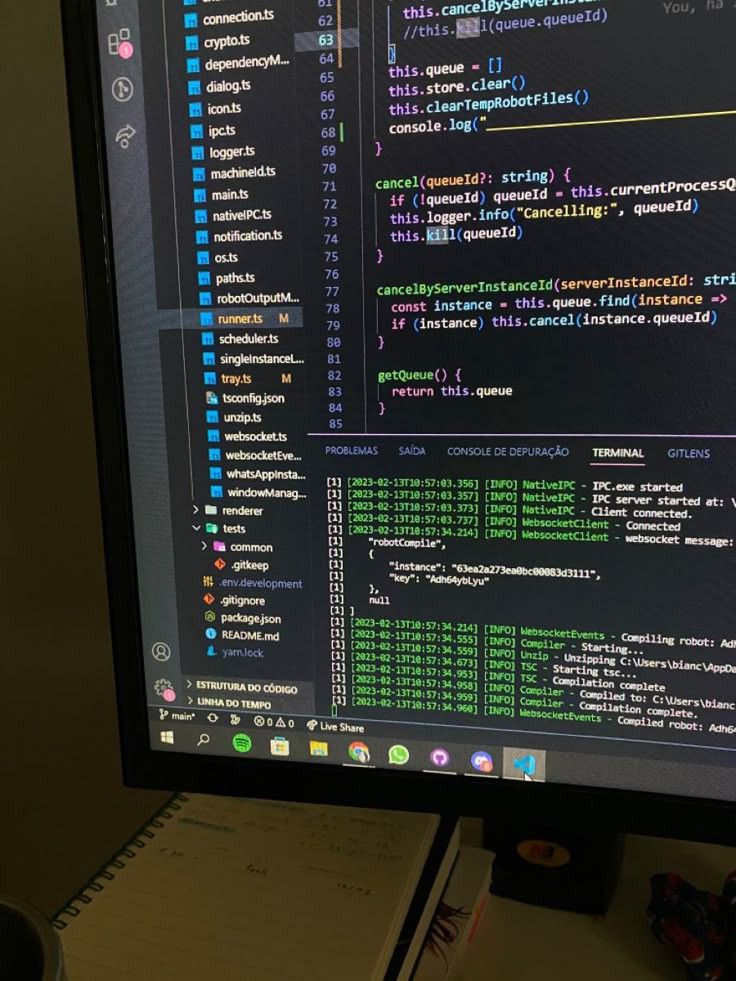 connection.ts
crypto.ts
dependencyM...
dialog.ts
icon.ts
ipc.ts
logger.ts
machineId.ts
main.ts
nativeIPC.ts
notification.ts
os.ts
paths.ts
robotOutputM...
runner.ts M
scheduler.ts
singleInstanceL...
tray.ts M
tsconfig.json
unzip.ts
websocket.ts
websocketEve...
whatsAppInsta...
windowManag...
renderer
tests
common
.gitkeep
.env.development
.gitignore
package.json
README.md
yarn.lock
ESTRUTURA DO CÓDIGO
LINHA DO TEMPO
61 this.cancelByServerInstan
62 //this.kill(queue.queueId) You, há
63 }
64 this.queue = []
65 this.store.clear()
66 this.clearTempRobotFiles()
67 console.log("
68 }
69
70 cancel(queueId?: string) {
71 if (!queueId) queueId = this.currentProcessQ
72 this.logger.info("Cancelling:", queueId)
73 this.kill(queueId)
74 }
75
76
77 cancelByServerInstanceId(serverInstanceId: stri
78 const instance = this.queue.find(instance =>
79 if (instance) this.cancel(instance.queueId)
80 }
81
82 getQueue() {
83 return this.queue
84 }
85
PROBLEMAS SAÍDA CONSOLE DE DEPURAÇÃO TERMINAL GITLENS
[1] [2023-02-13T10:57:03.356] [INFO] NativeIPC - IPC.exe started
[1] [2023-02-13T10:57:03.357] [INFO] NativeIPC - IPC server started at: \
[1] [2023-02-13T10:57:03.373] [INFO] NativeIPC - Client connected.
[1] [2023-02-13T10:57:03.737] [INFO] WebsocketClient - Connected
[1] [2023-02-13T10:57:34.214] [INFO] WebsocketClient - websocket message:
[1] "robotCompile",
[1] {
[1] "instance": "63ea2a273ea0bc00083d3111",
[1] "key": "Adh64ybLyu"
[1] },
[1] null
[1] ]
[1] [2023-02-13T10:57:34.214] [INFO] WebsocketEvents - Compiling robot: Adh
[1] [2023-02-13T10:57:34.555] [INFO] Compiler - Starting...
[1] [2023-02-13T10:57:34.559] [INFO] Unzip - Unzipping C:\Users\bianc\AppDa
[1] [2023-02-13T10:57:34.673] [INFO] TSC - Starting tsc...
[1] [2023-02-13T10:57:34.953] [INFO] TSC - Compilation complete
[1] [2023-02-13T10:57:34.958] [INFO] Compiler - Compiled to: C:\Users\bianc
[1] [2023-02-13T10:57:34.959] [INFO] Compiler - Compilation complete.
[1] [2023-02-13T10:57:34.960] [INFO] WebsocketEvents - Compiled robot: Adh64
main* 0 0 Live Share